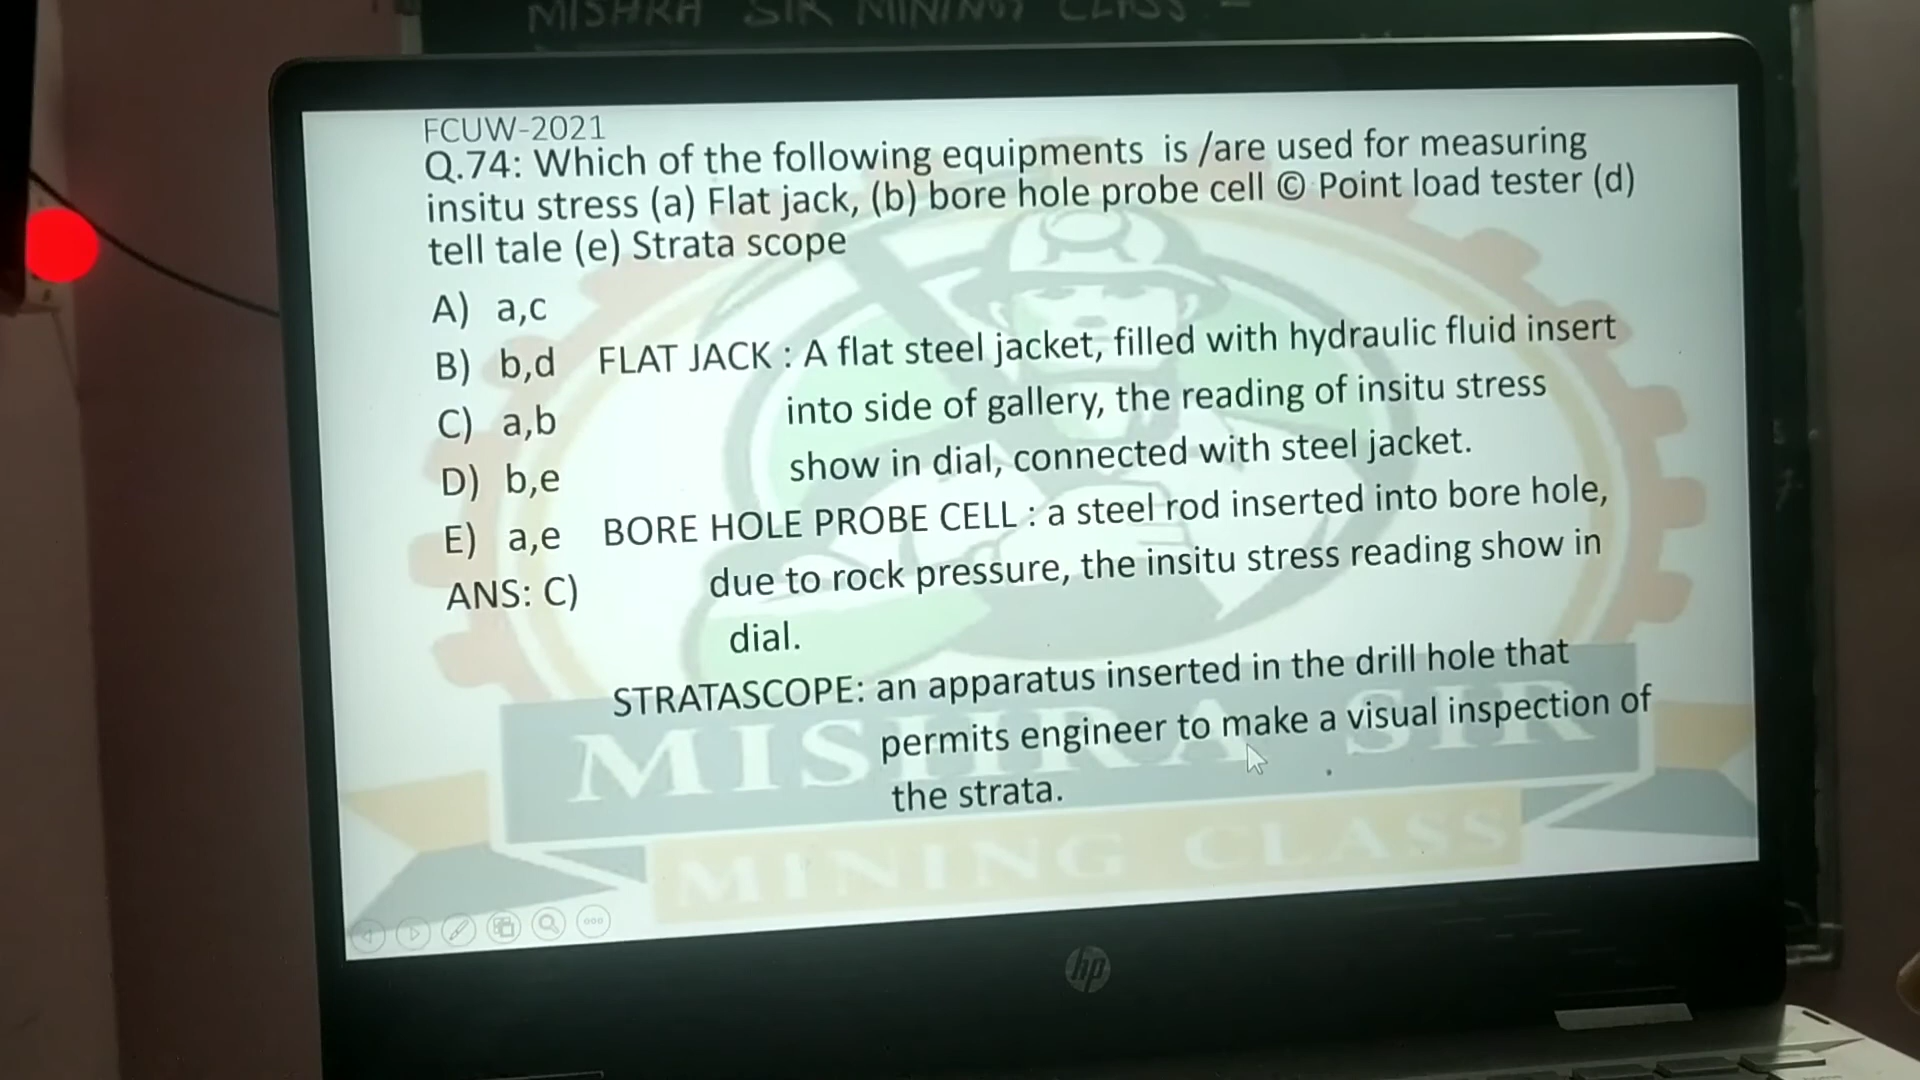 MISHRA SIR MINING CLASS
FCUW-2021
Q.74: Which of the following equipments is /are used for measuring
insitu stress (a) Flat jack, (b) bore hole probe cell © Point load tester (d)
tell tale (e) Strata scope
A) a,c
B) b,d
C) a,b
D) b,e
E) a,e
ANS: C)
FLAT JACK : A flat steel jacket, filled with hydraulic fluid insert
into side of gallery, the reading of insitu stress
show in dial, connected with steel jacket.
BORE HOLE PROBE CELL : a steel rod inserted into bore hole,
due to rock pressure, the insitu stress reading show in
dial.
STRATASCOPE: an apparatus inserted in the drill hole that
permits engineer to make a visual inspection of
the strata.
MISHRA SIR
MINING CLASS
hp